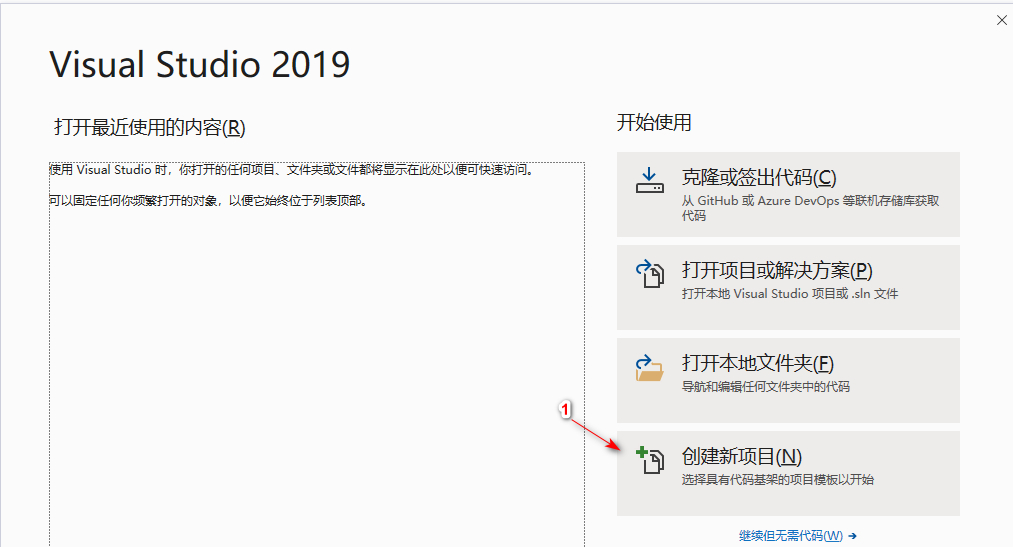 Visual Studio 2019
打开最近使用的内容(R)
使用 Visual Studio 时，你打开的任何项目、文件夹或文件都将显示在此处以便可快速访问。
可以固定任何你频繁打开的对象，以便它始终位于列表顶部。
开始使用
克隆或签出代码(C)
从 GitHub 或 Azure DevOps 等联机存储库获取
代码
打开项目或解决方案(P)
打开本地 Visual Studio 项目或 .sln 文件
打开本地文件夹(F)
导航和编辑任何文件夹中的代码
1
创建新项目(N)
选择具有代码基架的项目模板以开始
继续但无需代码(W) →